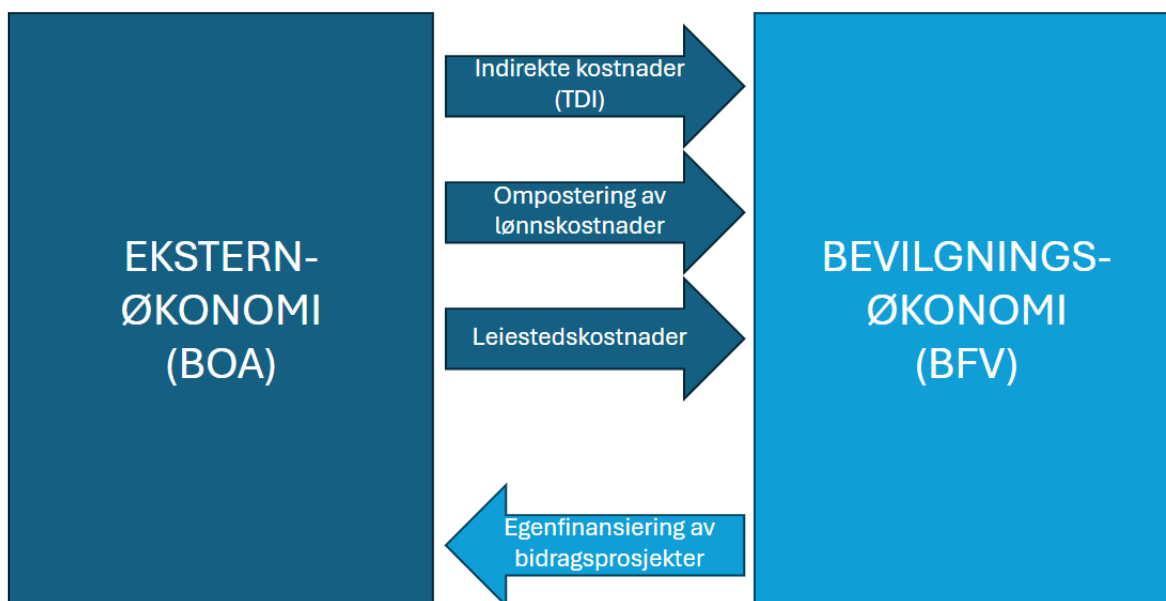 EKSTERN-
ØKONOMI
(BOA)
Indirekte kostnader
(TDI)
Ompostering av
lønnskostnader
Leiestedskostnader
Egenfinansiering av
bidragsprosjekter
BEVILGNINGS-
ØKONOMI
(BFV)